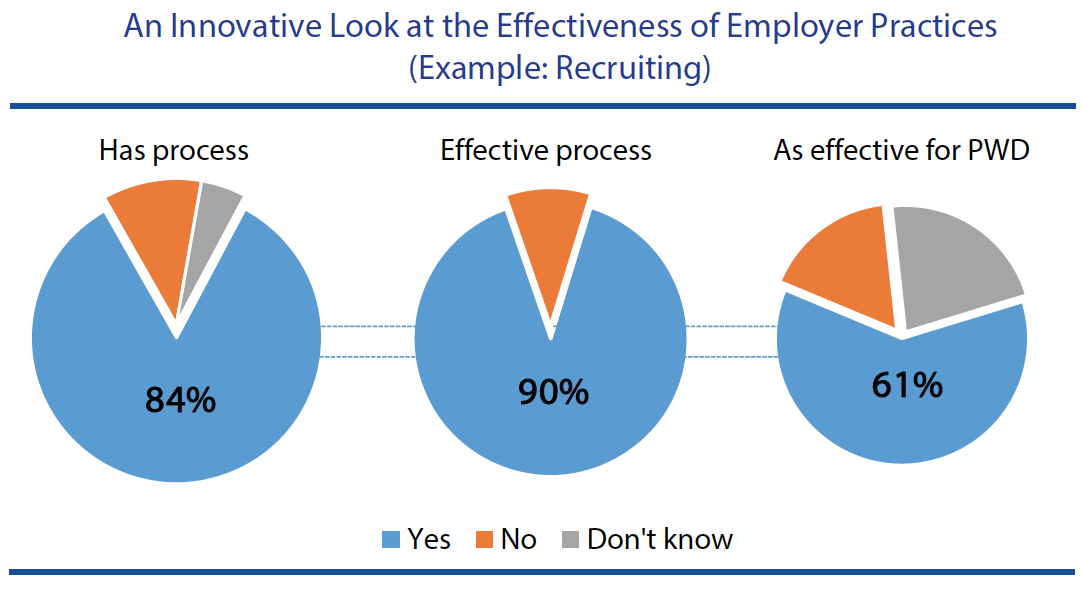 An Innovative Look at the Effectiveness of Employer Practices
(Example: Recruiting)
Has process
Effective process
As effective for PWD
84%
90%
61%
Yes No Don't know